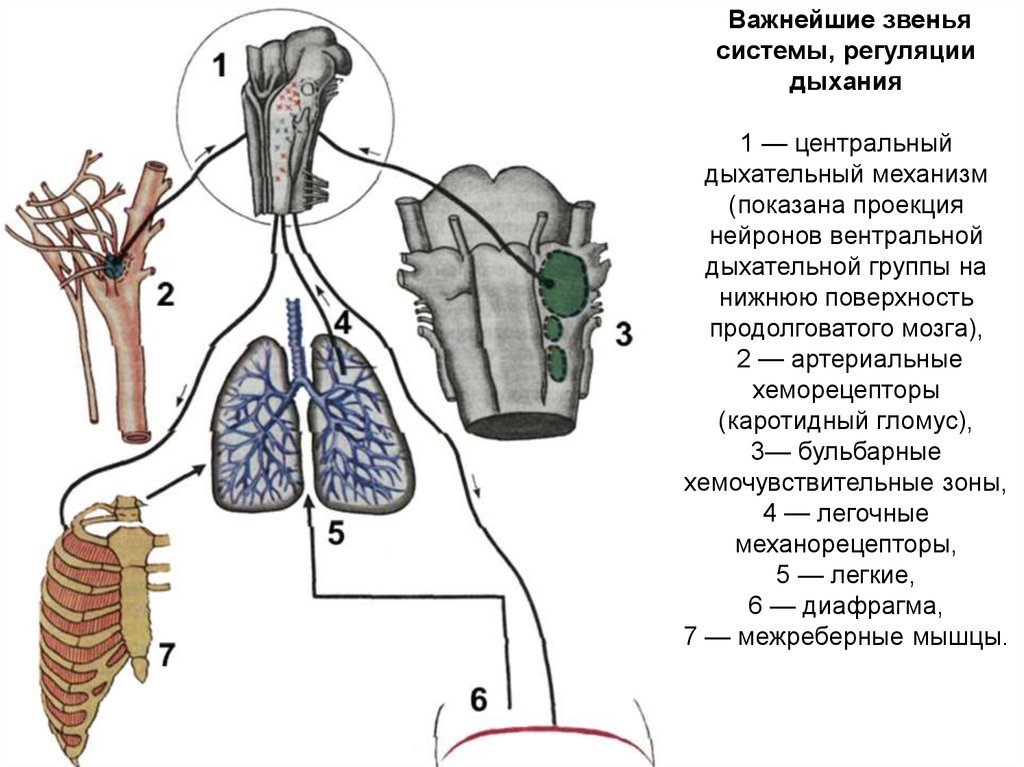 Важнейшие звенья
системы, регуляции
дыхания
1 — центральный
дыхательный механизм
(показана проекция
нейронов вентральной
дыхательной группы на
нижнюю поверхность
продолговатого мозга),
2 — артериальные
хеморецепторы
(каротидный гломус),
3— бульбарные
хемочувствительные зоны,
4 — легочные
механорецепторы,
5 — легкие,
6 — диафрагма,
7 — межреберные мышцы.
1
2
3
4
5
6
7